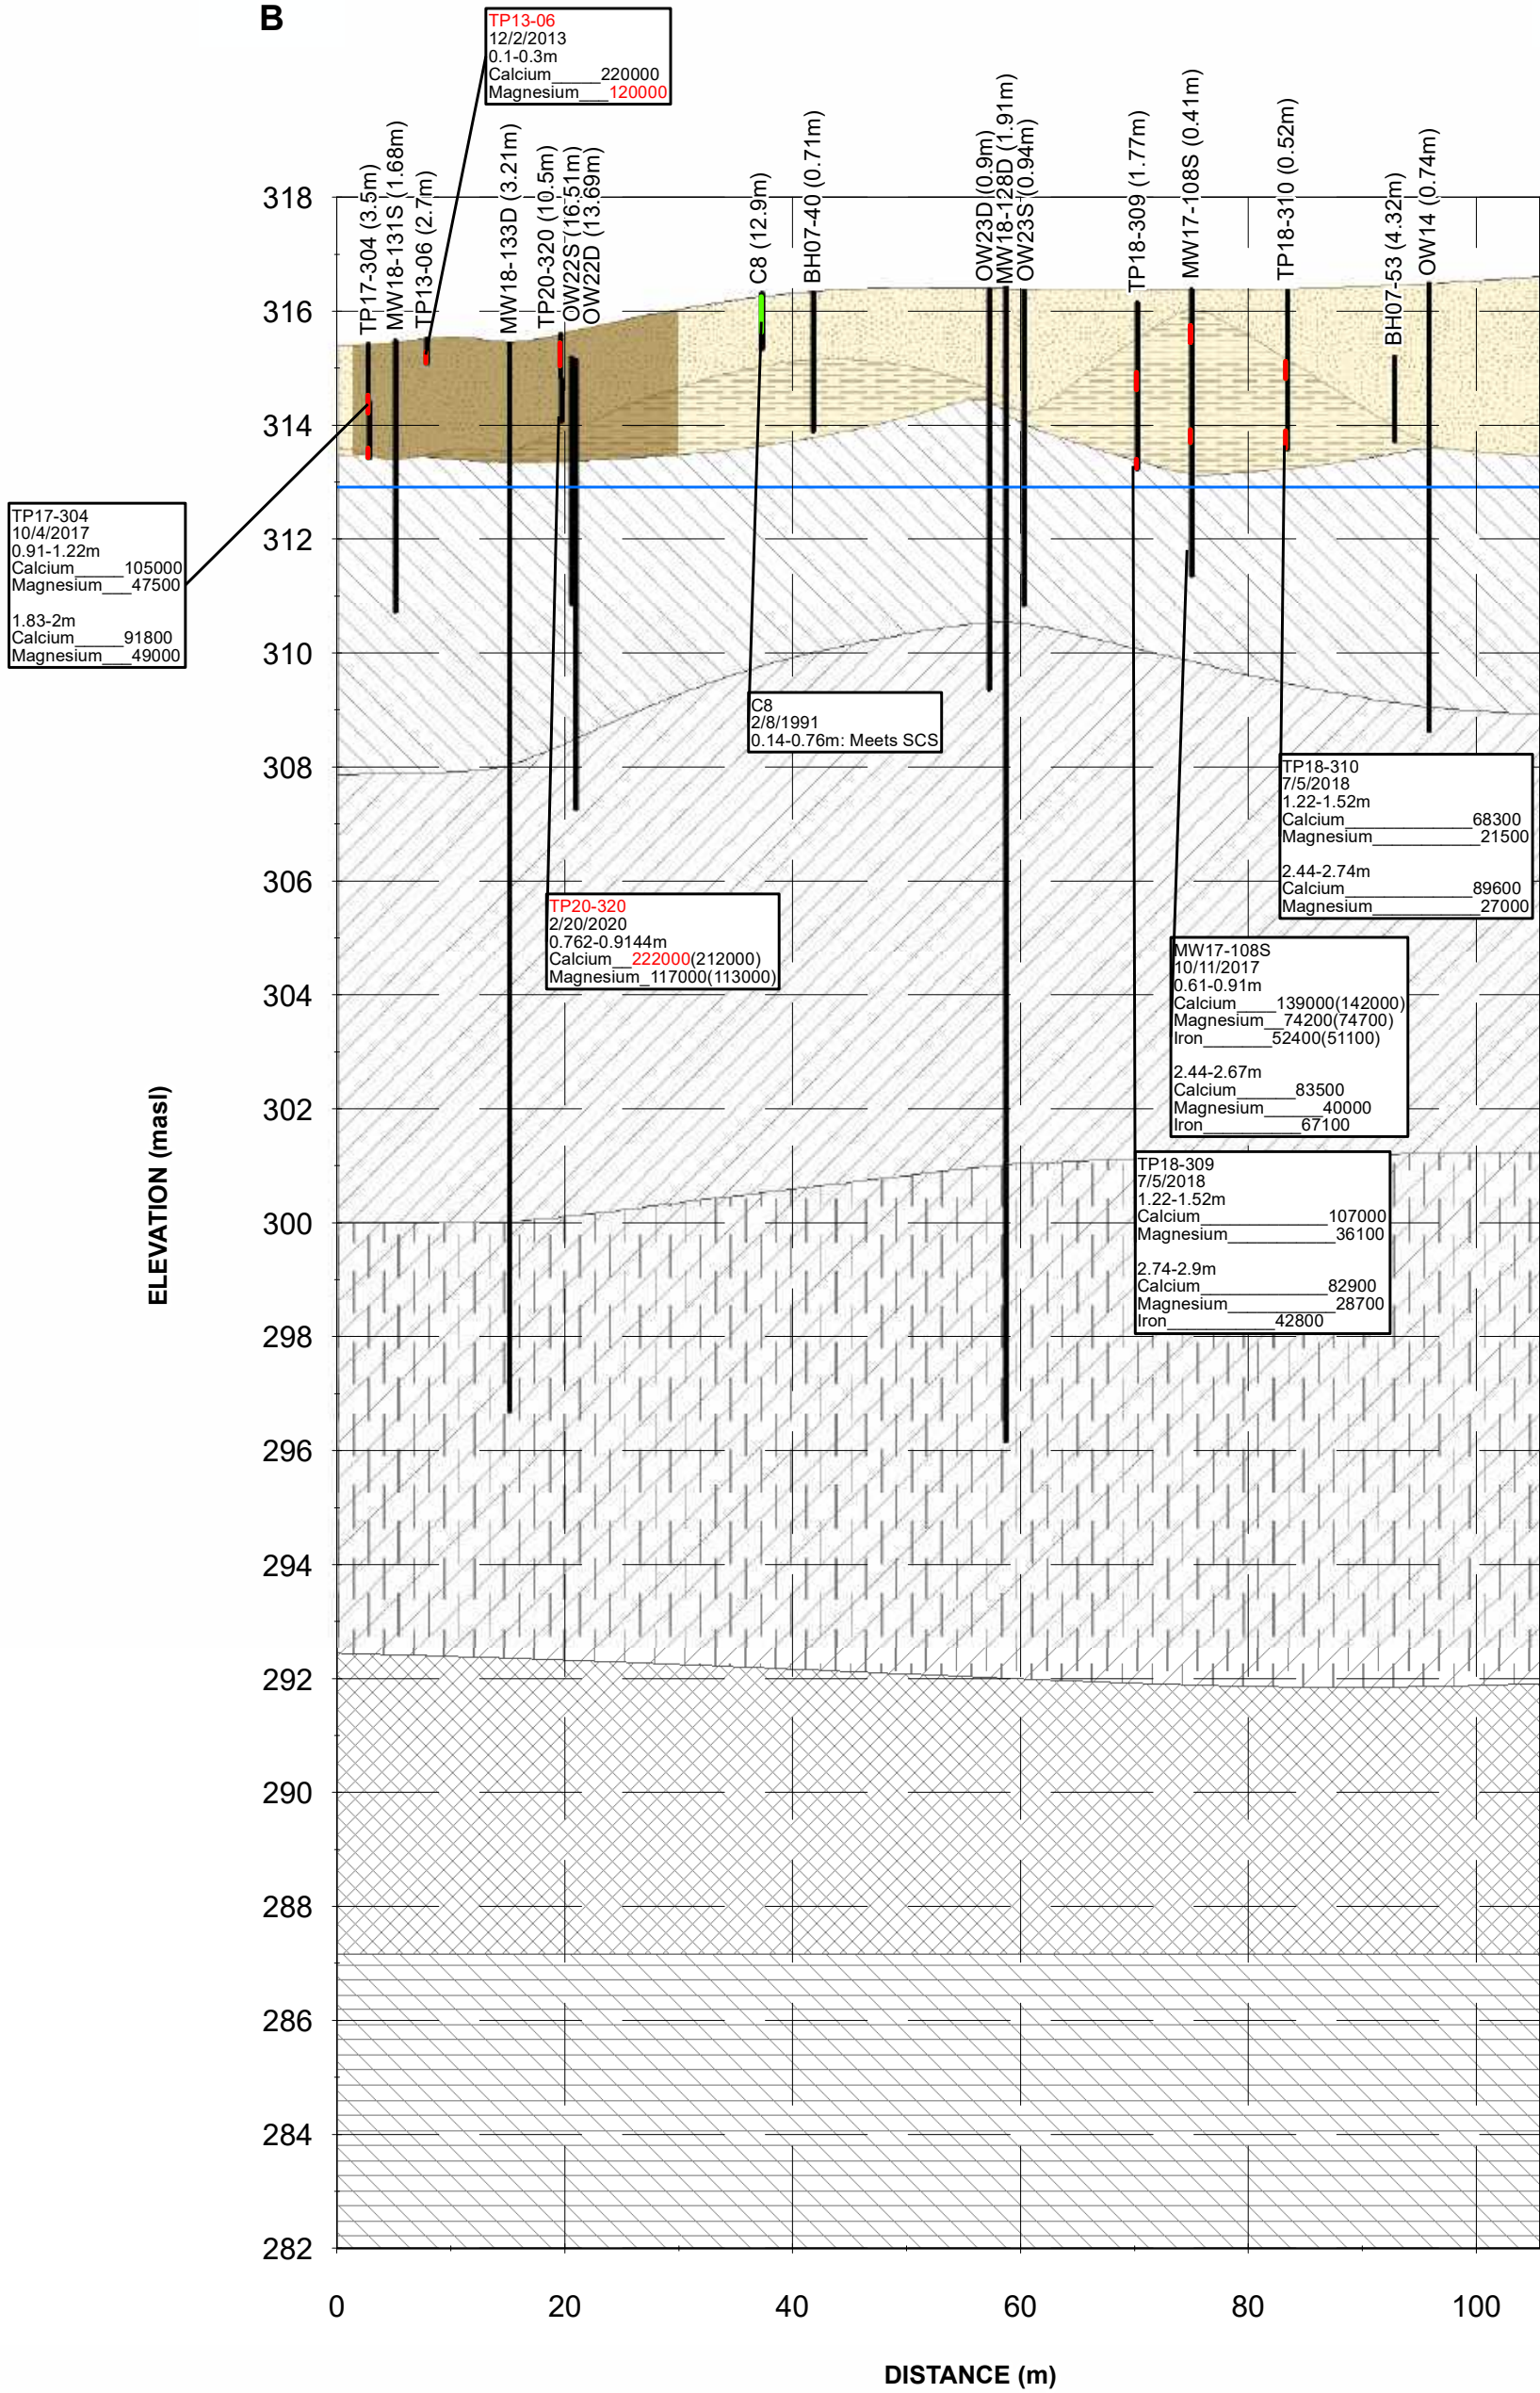 B
TP13-06
12/2/2013
0.1-0.3m
Calcium_____220000
Magnesium___120000
TP17-304 (3.5m)
MW18-131S (1.68m)
TP13-06 (2.7m)
MW18-133D (3.21m)
TP20-320 (10.5m)
OW22S (16.51m)
OW22D (13.69m)
C8 (12.9m)
BH07-40 (0.71m)
OW23D (0.9m)
MW18-128D (1.91m)
OW23S (0.94m)
TP18-309 (1.77m)
MW17-108S (0.41m)
TP18-310 (0.52m)
BH07-53 (4.32m)
OW14 (0.74m)
318
316
314
312
310
308
306
304
302
300
298
296
294
292
290
288
286
284
282
ELEVATION (masl)
TP17-304
10/4/2017
0.91-1.22m
Calcium_____105000
Magnesium___47500
1.83-2m
Calcium_____91800
Magnesium___49000
C8
2/8/1991
0.14-0.76m: Meets SCS
TP20-320
2/20/2020
0.762-0.9144m
Calcium__222000(212000)
Magnesium_117000(113000)
TP18-310
7/5/2018
1.22-1.52m
Calcium_____________68300
Magnesium___________21500
2.44-2.74m
Calcium_____________89600
Magnesium___________27000
MW17-108S
10/11/2017
0.61-0.91m
Calcium____139000(142000)
Magnesium__74200(74700)
Iron_______52400(51100)
2.44-2.67m
Calcium______83500
Magnesium______40000
Iron__________67100
TP18-309
7/5/2018
1.22-1.52m
Calcium_____________107000
Magnesium___________36100
2.74-2.9m
Calcium_____________82900
Magnesium___________28700
Iron___________42800
0
20
40
60
80
100
DISTANCE (m)